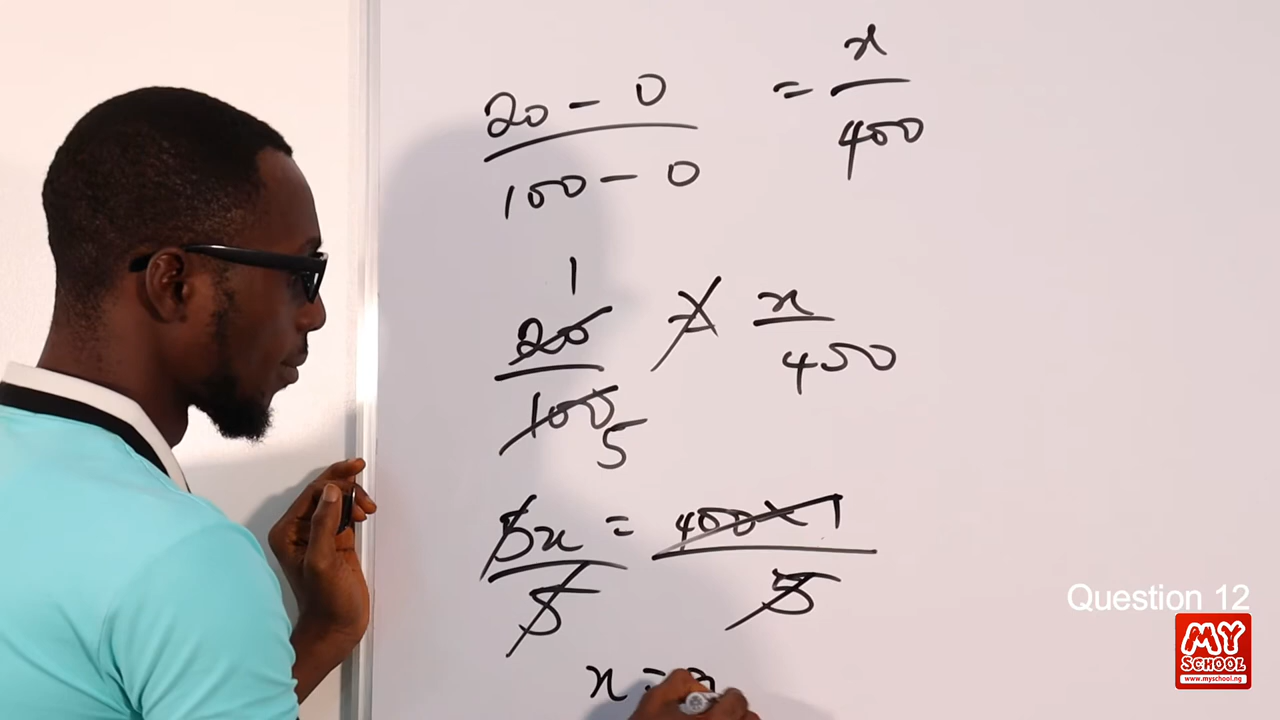 20 - 0 = x
100 - 0 400
1
20 = x
100 400
5
5x = 400 x 1
5 5
x =
Question 12
MY
SCHOOL
www.myschool.ng